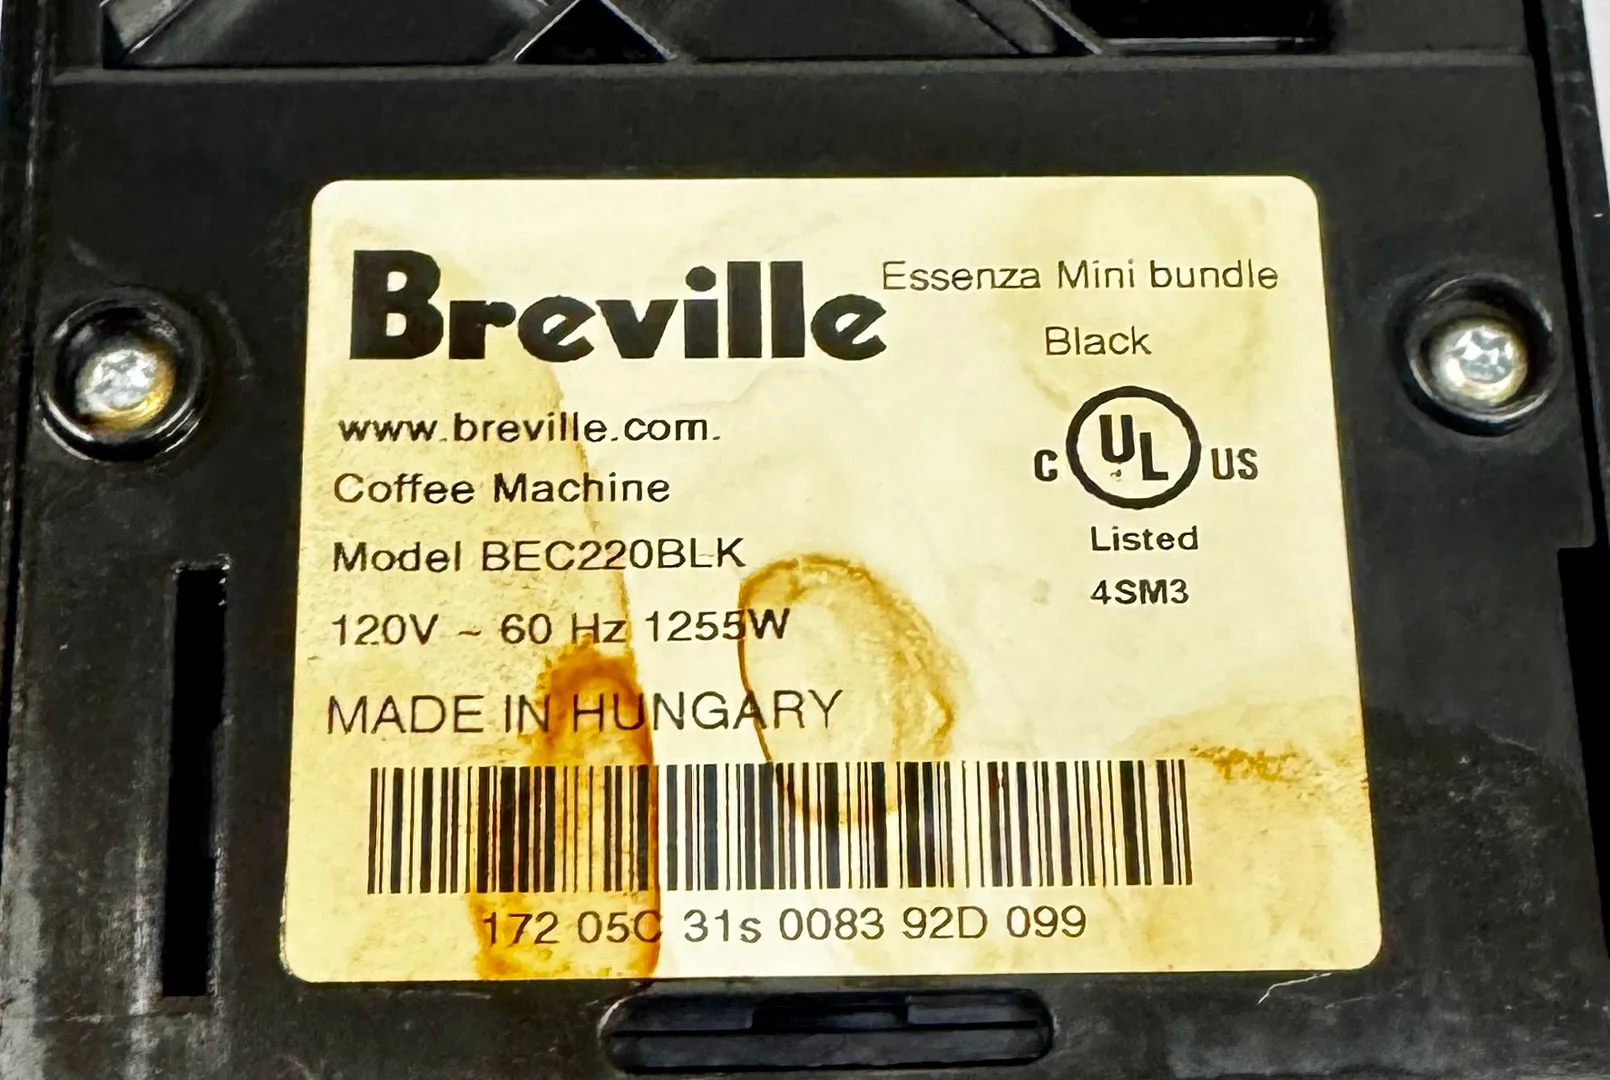 Breville
Essenza Mini bundle
Black
www.breville.com.
Coffee Machine
Model BEC220BLK
120V ~ 60 Hz 1255W
MADE IN HUNGARY
C UL US
Listed
4SM3
172 05C 31s 0083 92D 099